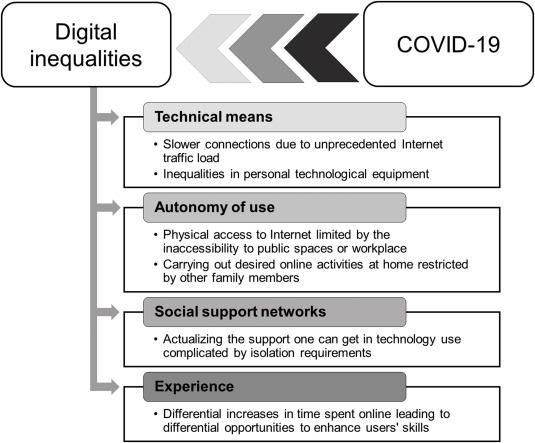 Digital
inequalities
COVID-19
Technical means
• Slower connections due to unprecedented Internet
traffic load
• Inequalities in personal technological equipment
Autonomy of use
• Physical access to Internet limited by the
inaccessibility to public spaces or workplace
• Carrying out desired online activities at home restricted
by other family members
Social support networks
• Actualizing the support one can get in technology use
complicated by isolation requirements
Experience
• Differential increases in time spent online leading to
differential opportunities to enhance users' skills